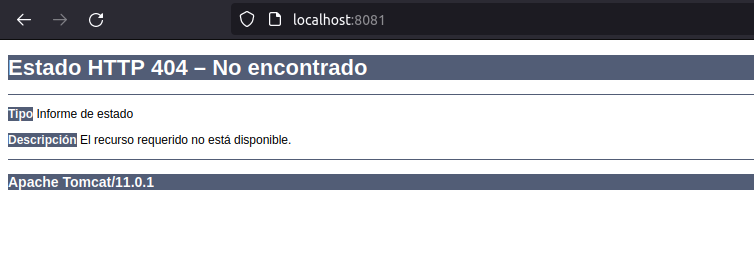 localhost:8081
Estado HTTP 404 – No encontrado
Tipo Informe de estado
Descripción El recurso requerido no está disponible.
Apache Tomcat/11.0.1